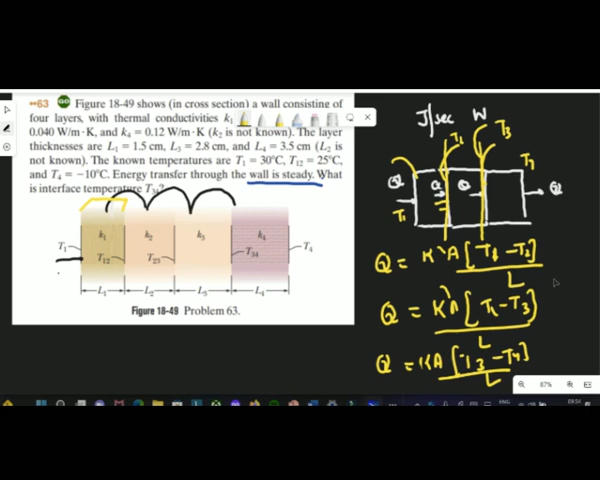 ••63 GO Figure 18-49 shows (in cross section) a wall consisting of
four layers, with thermal conductivities k₁
0.040 W/m·K, and k₄ = 0.12 W/m·K (k₂ is not known). The layer
thicknesses are L₁ = 1.5 cm, L₃ = 2.8 cm, and L₄ = 3.5 cm (L₂ is
not known). The known temperatures are T₁ = 30°C, T₁₂ = 25°C,
and T₄ = −10°C. Energy transfer through the wall is steady. What
is interface temperature T₃₄?
k₁ k₂ k₃ k₄
T₁ T₁₂ T₂₃ T₃₄ T₄
L₁ L₂ L₃ L₄
Figure 18-49 Problem 63.
J/sec W
T₁ T₃
Q Q Q Q
T₁
Q = K A [T₁ − T₂]
L
Q = K A [T₁ − T₃]
L
Q = KA [T₃ − T₄]
L
87%
ENG